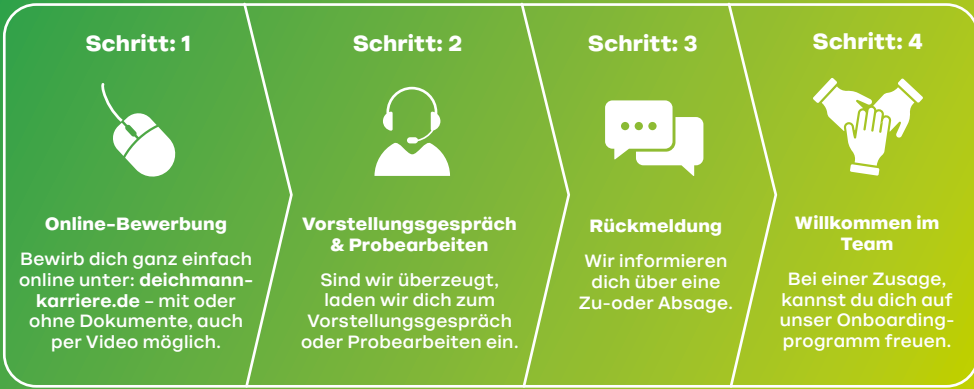 Schritt: 1
Online-Bewerbung
Bewirb dich ganz einfach
online unter: deichmann-
karriere.de – mit oder
ohne Dokumente, auch
per Video möglich.
Schritt: 2
Vorstellungsgespräch
& Probearbeiten
Sind wir überzeugt,
laden wir dich zum
Vorstellungsgespräch
oder Probearbeiten ein.
Schritt: 3
Rückmeldung
Wir informieren
dich über eine
Zu-oder Absage.
Schritt: 4
Willkommen im
Team
Bei einer Zusage,
kannst du dich auf
unser Onboarding-
programm freuen.